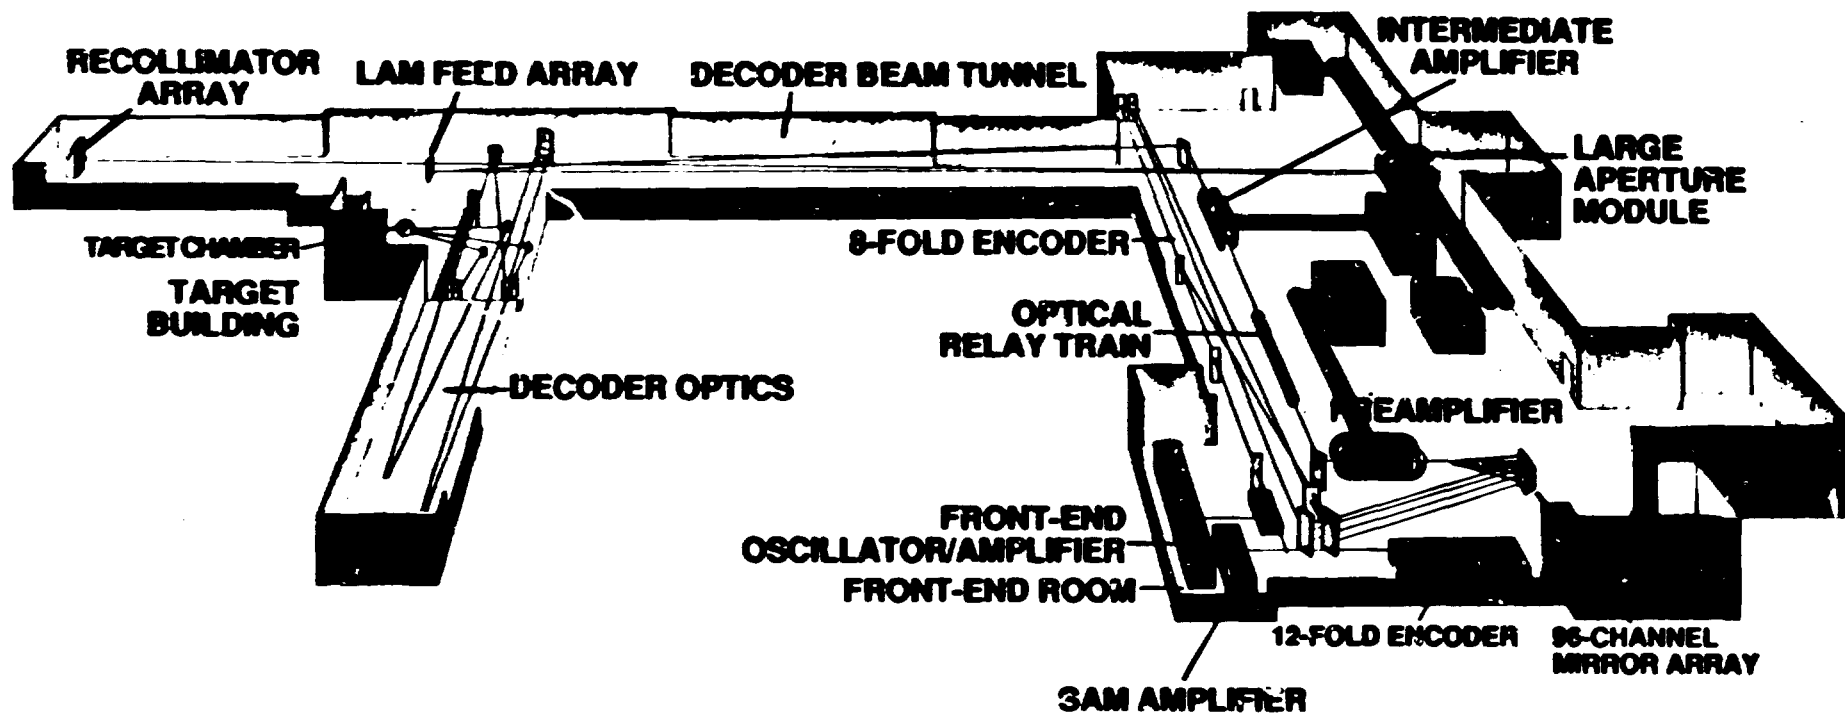 RECOLLIMATOR
ARRAY
LAM FEED ARRAY
DECODER BEAM TUNNEL
INTERMEDIATE
AMPLIFIER
LARGE
APERTURE
MODULE
TARGET CHAMBER
TARGET
BUILDING
8-FOLD ENCODER
OPTICAL
RELAY TRAIN
DECODER OPTICS
PREAMPLIFIER
FRONT-END
OSCILLATOR/AMPLIFIER
FRONT-END ROOM
12-FOLD ENCODER
96-CHANNEL
MIRROR ARRAY
SAM AMPLIFIER